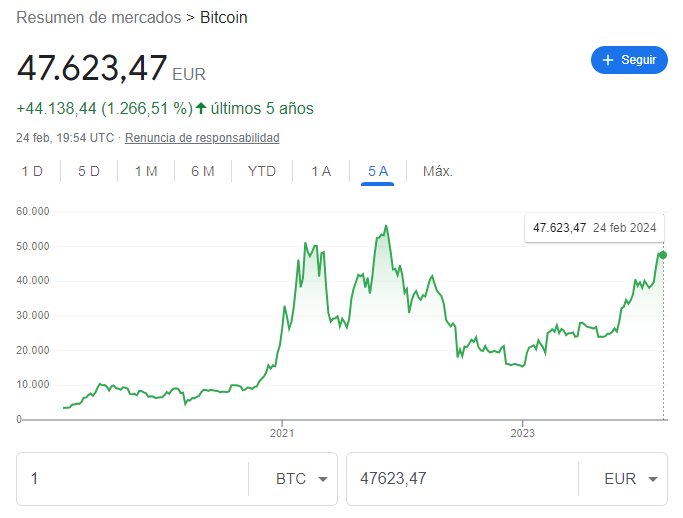 Resumen de mercados > Bitcoin
47.623,47 EUR
+ Seguir
+44.138,44 (1.266,51 %) ↑ últimos 5 años
24 feb, 19:54 UTC · Renuncia de responsabilidad
1 D 5 D 1 M 6 M YTD 1 A 5 A Máx.
60.000
47.623,47 24 feb 2024
50.000
40.000
30.000
20.000
10.000
0
2021 2023
1 BTC 47623,47 EUR